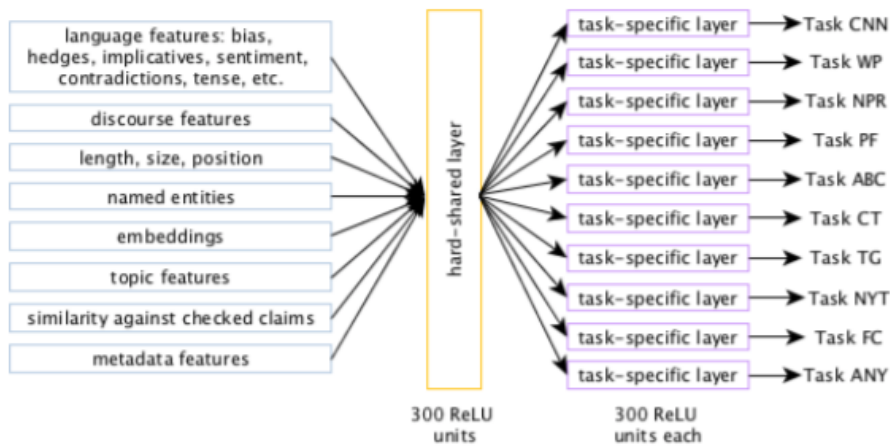 language features: bias,
hedges, implicatives, sentiment,
contradictions, tense, etc.
discourse features
length, size, position
named entities
embeddings
topic features
similarity against checked claims
metadata features
hard-shared layer
300 ReLU
units
task-specific layer
task-specific layer
task-specific layer
task-specific layer
task-specific layer
task-specific layer
task-specific layer
task-specific layer
task-specific layer
task-specific layer
300 ReLU
units each
Task CNN
Task WP
Task NPR
Task PF
Task ABC
Task CT
Task TG
Task NYT
Task FC
Task ANY